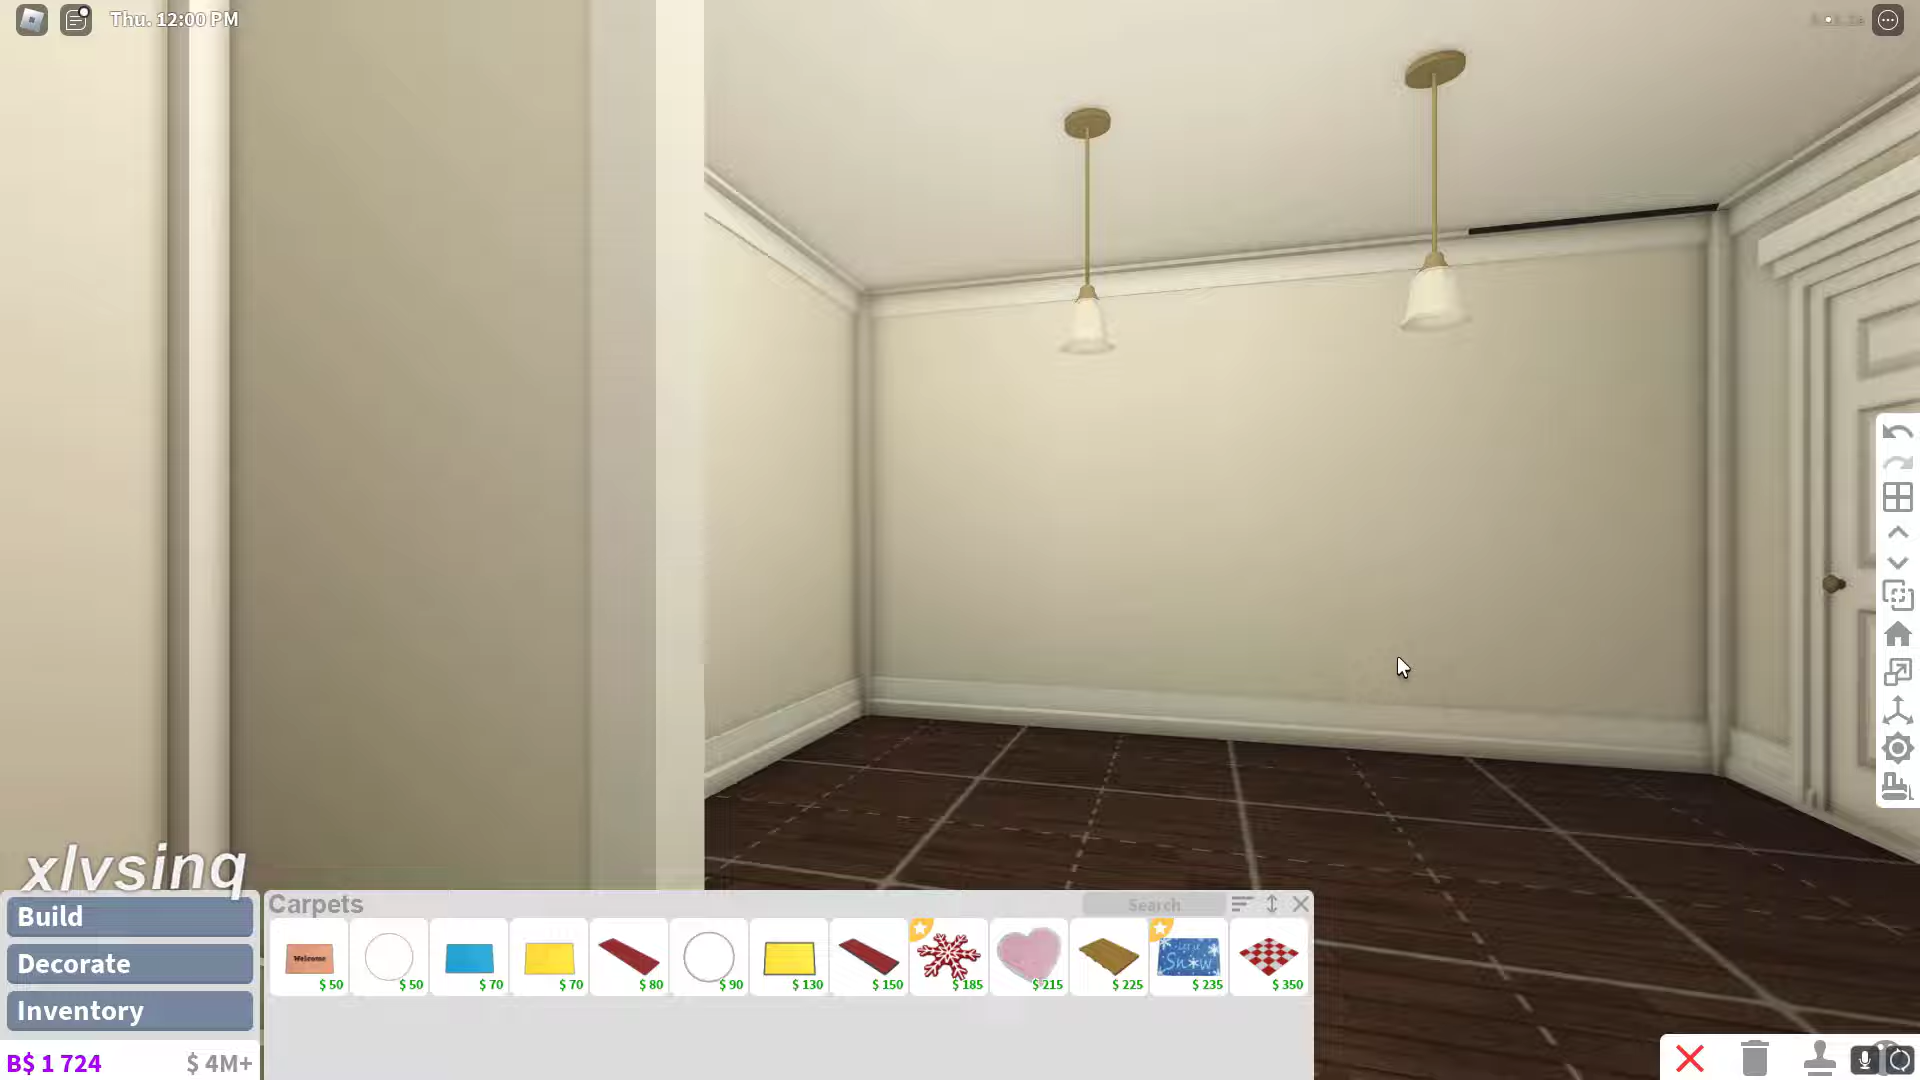 Thu. 12:00 PM
xlvsinq
Build
Decorate
Inventory
B$ 1 724
$ 4M+
Carpets
Search
Welcome
$ 50
$ 50
$ 70
$ 70
$ 80
$ 90
$ 130
$ 150
$ 185
$ 215
$ 225
Snow
$ 235
$ 350